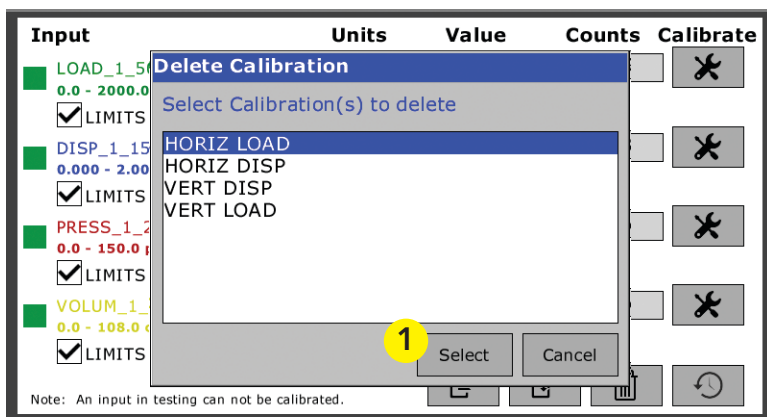 Input Units Value Counts Calibrate
LOAD_1_5
0.0 - 2000.0
LIMITS
DISP_1_15
0.000 - 2.00
LIMITS
PRESS_1_2
0.0 - 150.0
LIMITS
VOLUM_1_
0.0 - 108.0
LIMITS
Delete Calibration
Select Calibration(s) to delete
HORIZ LOAD
HORIZ DISP
VERT DISP
VERT LOAD
1
Select Cancel
Note: An input in testing can not be calibrated.